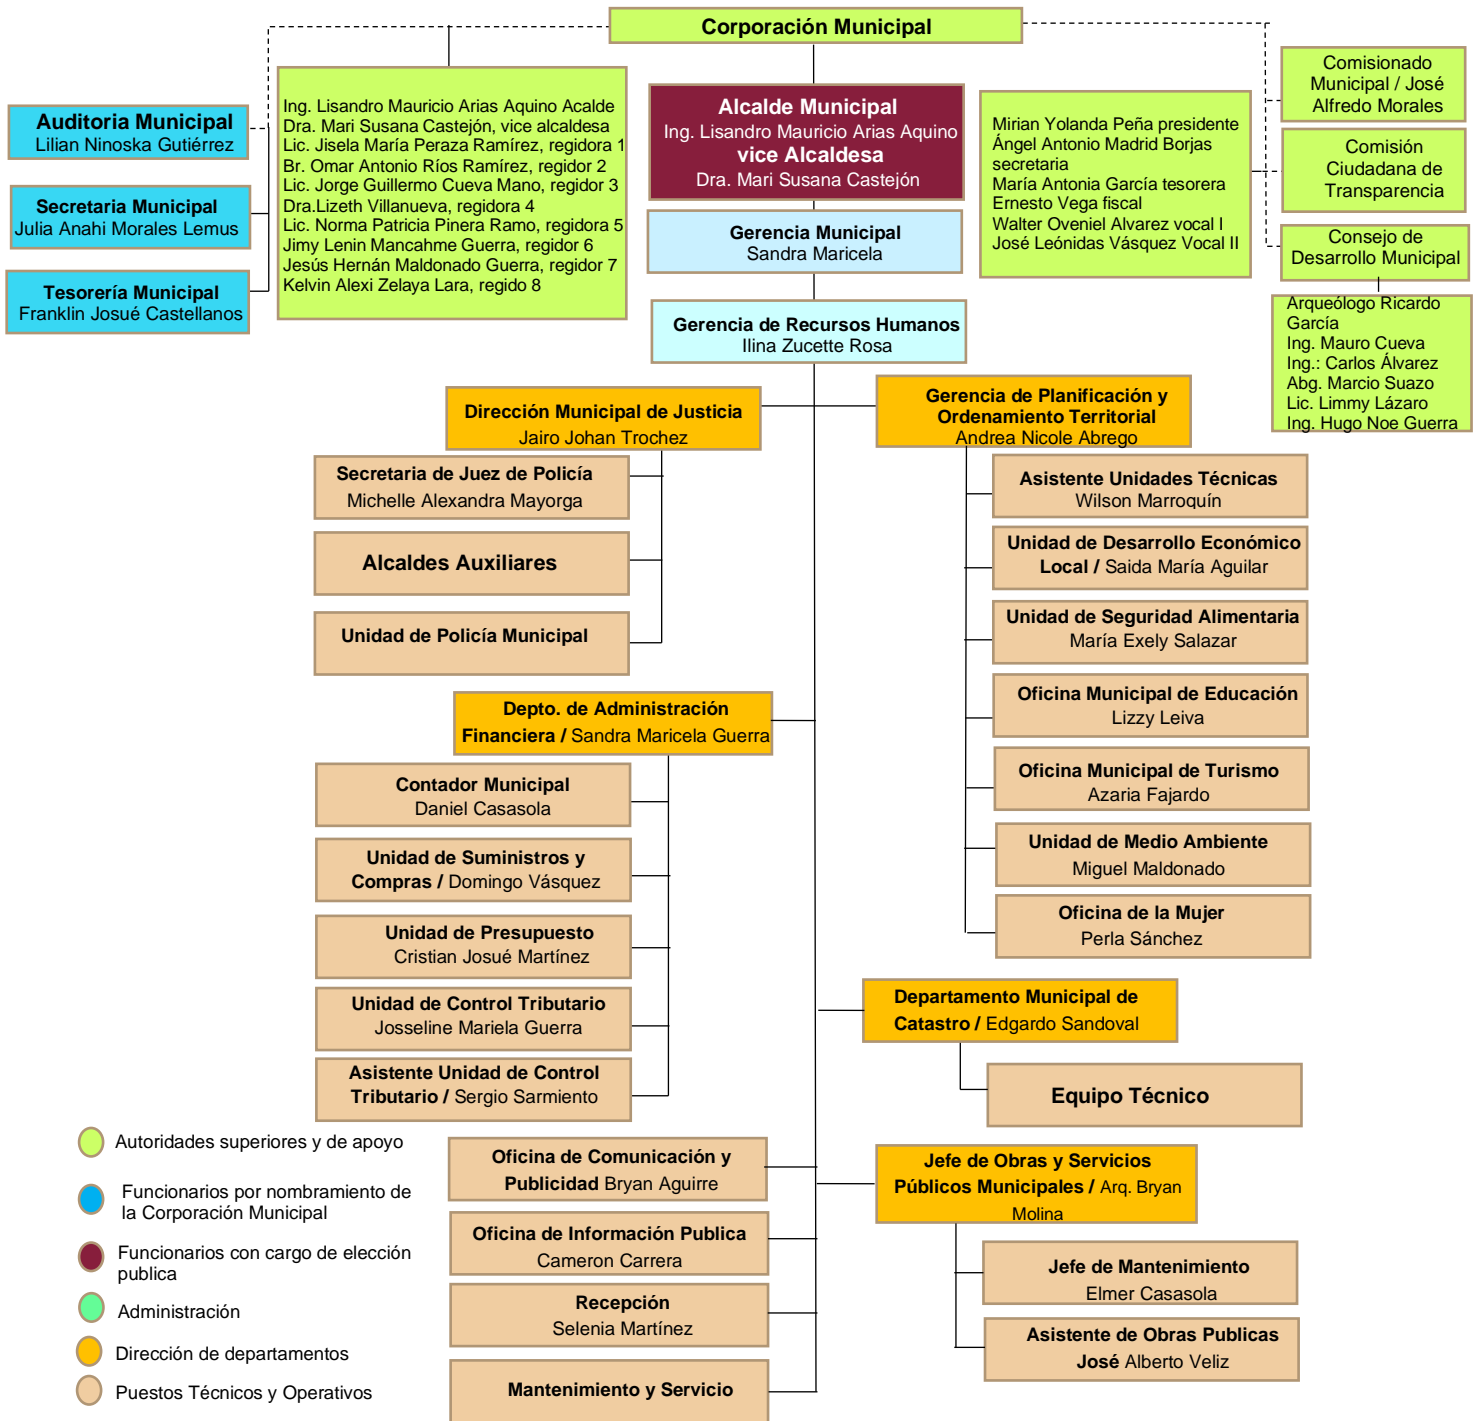 Corporación Municipal
Auditoria Municipal
Lilian Ninoska Gutiérrez
Secretaria Municipal
Julia Anahi Morales Lemus
Tesorería Municipal
Franklin Josué Castellanos
Ing. Lisandro Mauricio Arias Aquino Acalde
Dra. Mari Susana Castejón, vice alcaldesa
Lic. Jisela María Peraza Ramírez, regidora 1
Br. Omar Antonio Ríos Ramírez, regidor 2
Lic. Jorge Guillermo Cueva Mano, regidor 3
Dra.Lizeth Villanueva, regidora 4
Lic. Norma Patricia Pinera Ramo, regidora 5
Jimy Lenin Mancahme Guerra, regidor 6
Jesús Hernán Maldonado Guerra, regidor 7
Kelvin Alexi Zelaya Lara, regido 8
Alcalde Municipal
Ing. Lisandro Mauricio Arias Aquino
vice Alcaldesa
Dra. Mari Susana Castejón
Gerencia Municipal
Sandra Maricela
Gerencia de Recursos Humanos
Ilina Zucette Rosa
Mirian Yolanda Peña presidente
Ángel Antonio Madrid Borjas
secretaria
María Antonia García tesorera
Ernesto Vega fiscal
Walter Oveniel Alvarez vocal I
José Leónidas Vásquez Vocal II
Comisionado
Municipal / José
Alfredo Morales
Comisión
Ciudadana de
Transparencia
Consejo de
Desarrollo Municipal
Arqueólogo Ricardo
García
Ing. Mauro Cueva
Ing.: Carlos Álvarez
Abg. Marcio Suazo
Lic. Limmy Lázaro
Ing. Hugo Noe Guerra
Dirección Municipal de Justicia
Jairo Johan Trochez
Secretaria de Juez de Policía
Michelle Alexandra Mayorga
Alcaldes Auxiliares
Unidad de Policía Municipal
Gerencia de Planificación y
Ordenamiento Territorial
Andrea Nicole Abrego
Asistente Unidades Técnicas
Wilson Marroquín
Unidad de Desarrollo Económico
Local / Saida María Aguilar
Unidad de Seguridad Alimentaria
María Exely Salazar
Oficina Municipal de Educación
Lizzy Leiva
Oficina Municipal de Turismo
Azaria Fajardo
Unidad de Medio Ambiente
Miguel Maldonado
Oficina de la Mujer
Perla Sánchez
Depto. de Administración
Financiera / Sandra Maricela Guerra
Contador Municipal
Daniel Casasola
Unidad de Suministros y
Compras / Domingo Vásquez
Unidad de Presupuesto
Cristian Josué Martínez
Unidad de Control Tributario
Josseline Mariela Guerra
Asistente Unidad de Control
Tributario / Sergio Sarmiento
Departamento Municipal de
Catastro / Edgardo Sandoval
Equipo Técnico
Oficina de Comunicación y
Publicidad Bryan Aguirre
Oficina de Información Publica
Cameron Carrera
Recepción
Selenia Martínez
Mantenimiento y Servicio
Jefe de Obras y Servicios
Públicos Municipales / Arq. Bryan
Molina
Jefe de Mantenimiento
Elmer Casasola
Asistente de Obras Publicas
José Alberto Veliz
Autoridades superiores y de apoyo
Funcionarios por nombramiento de
la Corporación Municipal
Funcionarios con cargo de elección
publica
Administración
Dirección de departamentos
Puestos Técnicos y Operativos